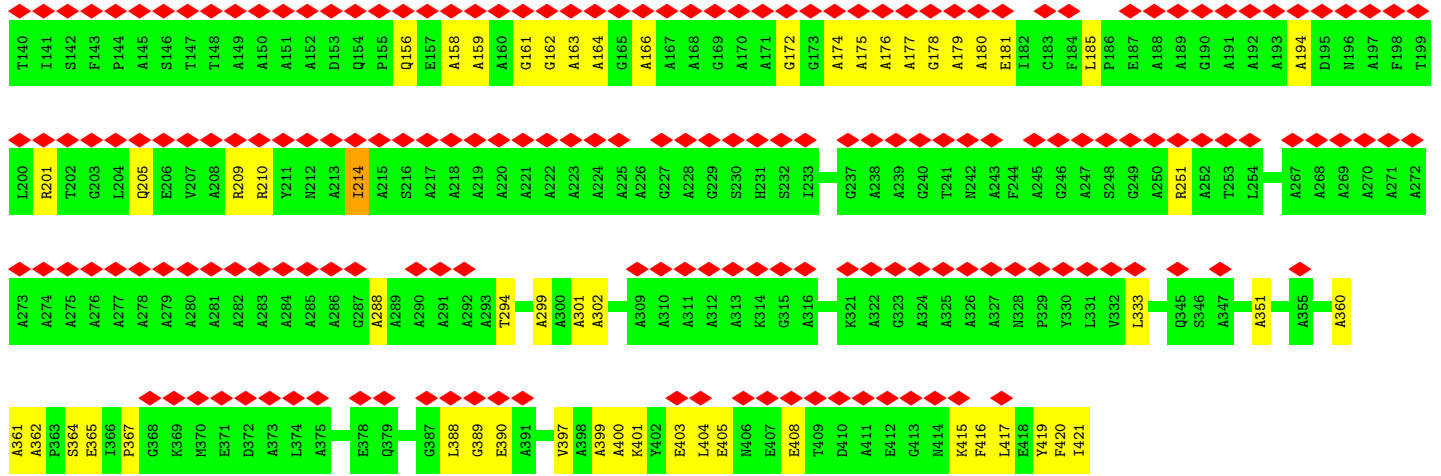 T140 I141 S142 F143 P144 A145 S146 T147 T148 A149 A150 A151 A152 D153 Q154 P155 Q156 E157 A158 A159 A160 G161 G162 A163 A164 G165 A166 A167 A168 G169 A170 A171 G172 G173 A174 A175 A176 A177 G178 A179 A180 E181 I182 C183 F184 L185 P186 E187 A188 A189 G190 A191 A192 A193 A194 D195 N196 A197 F198 T199
L200 R201 T202 G203 L204 Q205 E206 V207 A208 R209 R210 Y211 N212 A213 I214 A215 S216 A217 A218 A219 A220 A221 A222 A223 A224 A225 A226 G227 A228 G229 S230 H231 S232 I233 G237 A238 A239 G240 T241 N242 A243 F244 A245 G246 A247 S248 G249 A250 R251 A252 T253 L254 A267 A268 A269 A270 A271 A272
A273 A274 A275 A276 A277 A278 A279 A280 A281 A282 A283 A284 A285 A286 G287 A288 A289 A290 A291 A292 A293 T294 A299 A300 A301 A302 A309 A310 A311 A312 A313 K314 G315 A316 K321 A322 G323 A324 A325 A326 A327 N328 P329 Y330 L331 V332 L333 Q345 S346 A347 A351 A355 A360
A361 A362 P363 S364 E365 I366 P367 G368 K369 M370 E371 D372 A373 L374 A375 E378 Q379 G387 L388 G389 E390 A391 V397 A398 A399 A400 K401 Y402 E403 L404 E405 N406 E407 E408 T409 D410 A411 E412 G413 N414 K415 F416 L417 E418 Y419 F420 I421